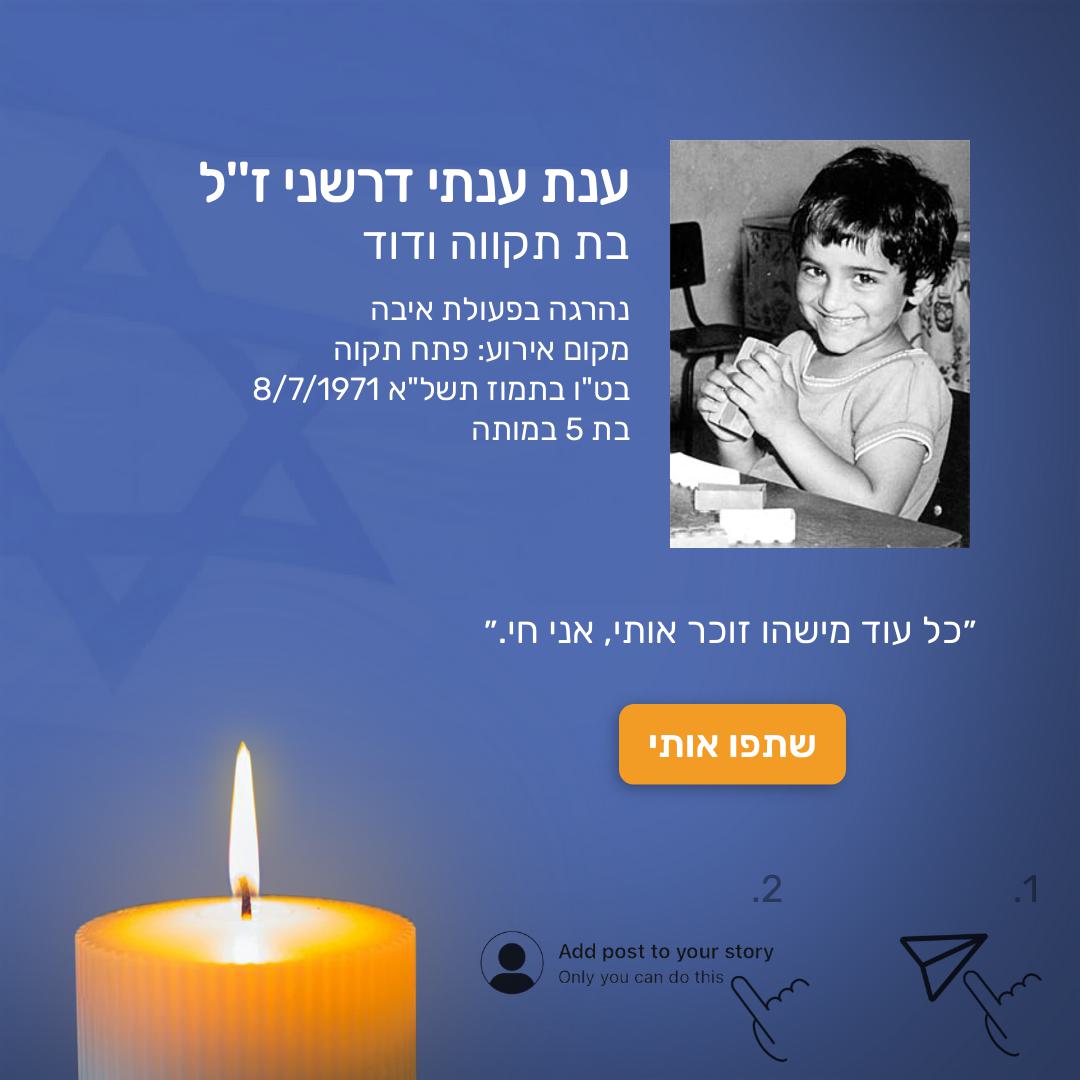 ענת ענתי דרשני ז"ל
בת תקווה ודוד
נהרגה בפעולת איבה
מקום אירוע: פתח תקוה
בט"ו בתמוז תשל"א 8/7/1971
בת 5 במותה
״כל עוד מישהו זוכר אותי, אני חי.״
שתפו אותי
1.
2.
Add post to your story
Only you can do this